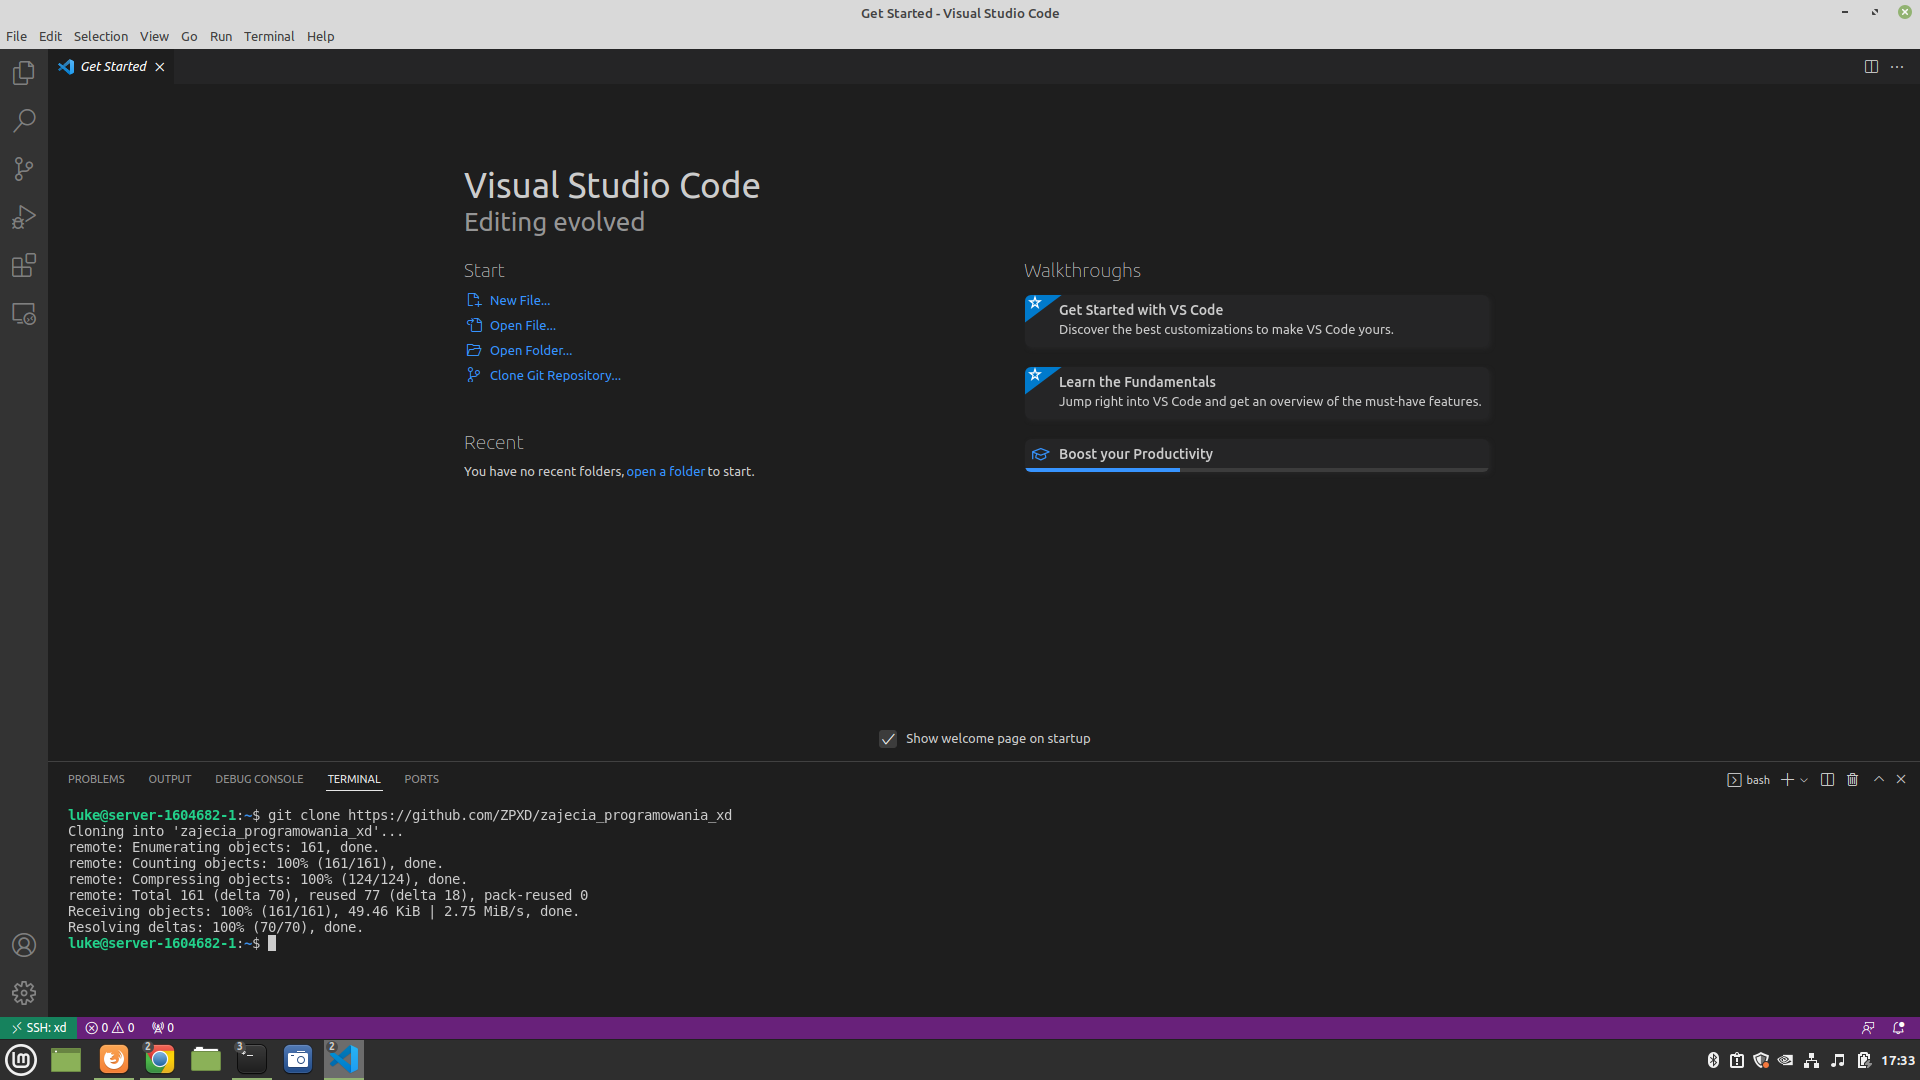 Get Started - Visual Studio Code
File Edit Selection View Go Run Terminal Help
Get Started
Visual Studio Code
Editing evolved
Start
New File...
Open File...
Open Folder...
Clone Git Repository...
Recent
You have no recent folders, open a folder to start.
Walkthroughs
Get Started with VS Code
Discover the best customizations to make VS Code yours.
Learn the Fundamentals
Jump right into VS Code and get an overview of the must-have features.
Boost your Productivity
Show welcome page on startup
PROBLEMS OUTPUT DEBUG CONSOLE TERMINAL PORTS
bash
luke@server-1604682-1:~$ git clone https://github.com/ZPXD/zajecia_programowania_xd
Cloning into 'zajecia_programowania_xd'...
remote: Enumerating objects: 161, done.
remote: Counting objects: 100% (161/161), done.
remote: Compressing objects: 100% (124/124), done.
remote: Total 161 (delta 70), reused 77 (delta 18), pack-reused 0
Receiving objects: 100% (161/161), 49.46 KiB | 2.75 MiB/s, done.
Resolving deltas: 100% (70/70), done.
luke@server-1604682-1:~$
SSH: xd 0 0 0
2 3 2
17:33